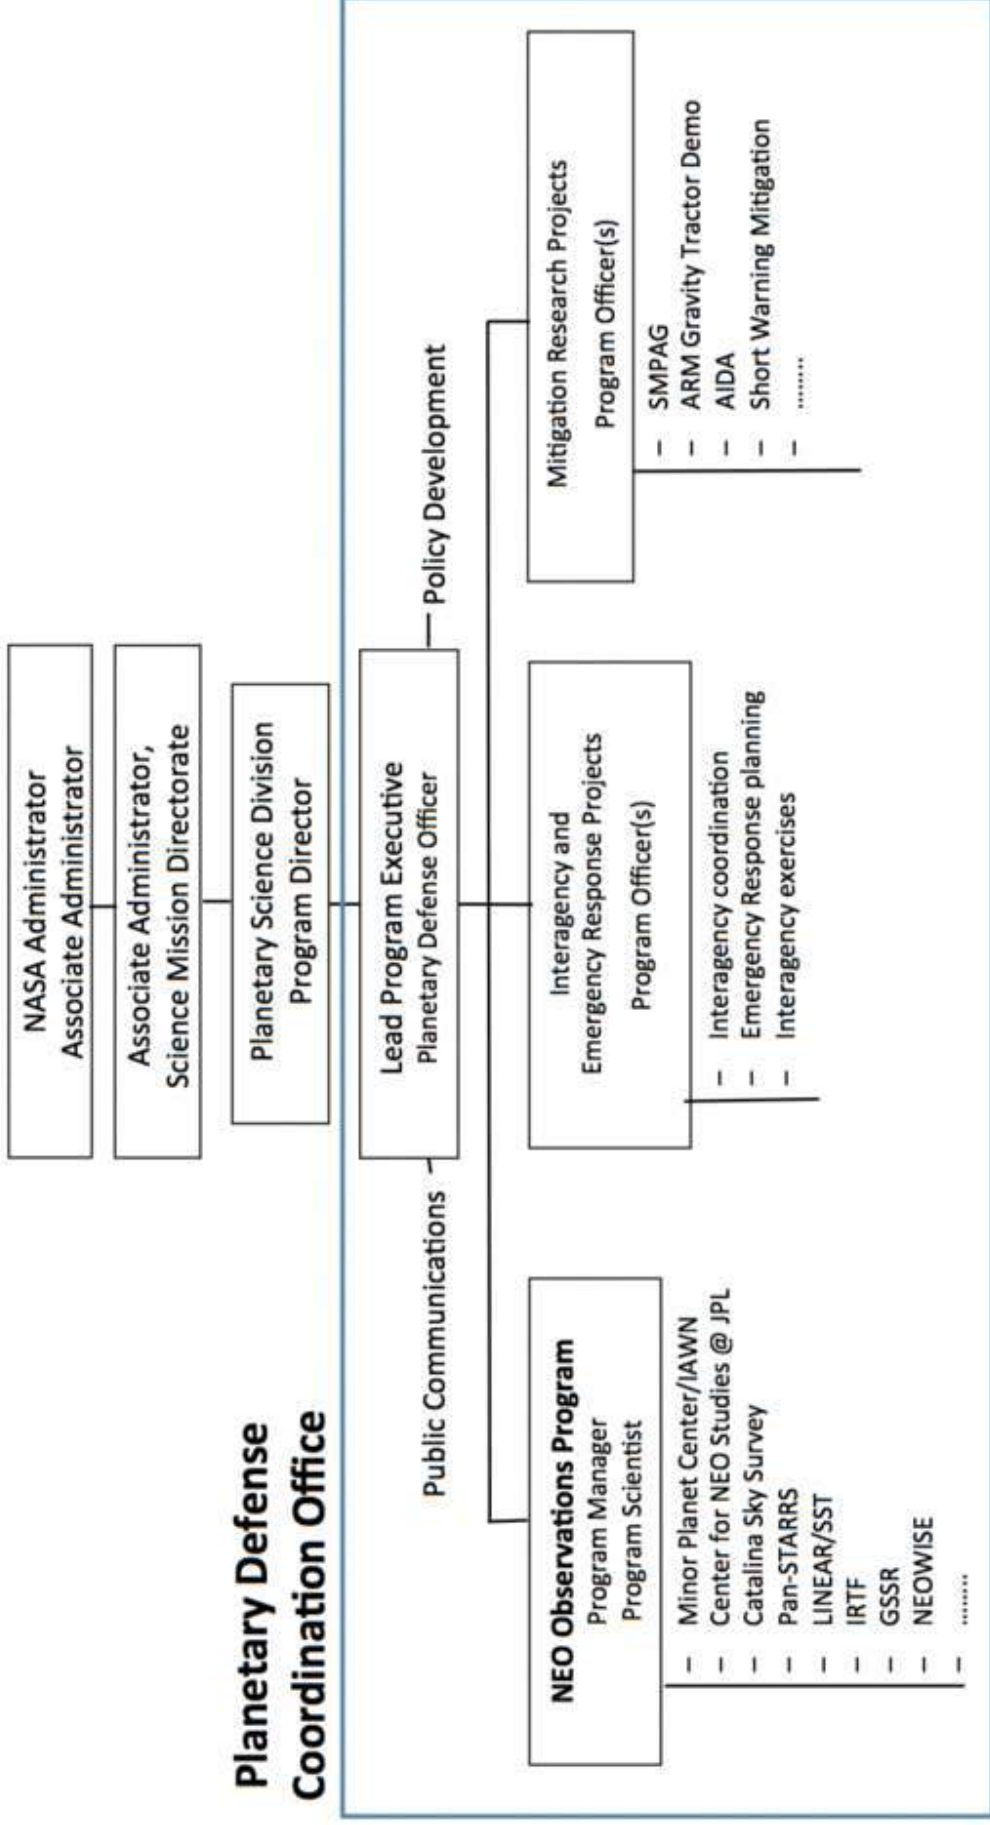 Planetary Defense
Coordination Office
NASA Administrator
Associate Administrator
Associate Administrator,
Science Mission Directorate
Planetary Science Division
Program Director
Lead Program Executive
Planetary Defense Officer
Public Communications
Policy Development
NEO Observations Program
Program Manager
Program Scientist
– Minor Planet Center/IAWN
– Center for NEO Studies @ JPL
– Catalina Sky Survey
– Pan-STARRS
– LINEAR/SST
– IRTF
– GSSR
– NEOWISE
– ........
Interagency and
Emergency Response Projects
Program Officer(s)
– Interagency coordination
– Emergency Response planning
– Interagency exercises
Mitigation Research Projects
Program Officer(s)
– SMPAG
– ARM Gravity Tractor Demo
– AIDA
– Short Warning Mitigation
– ........